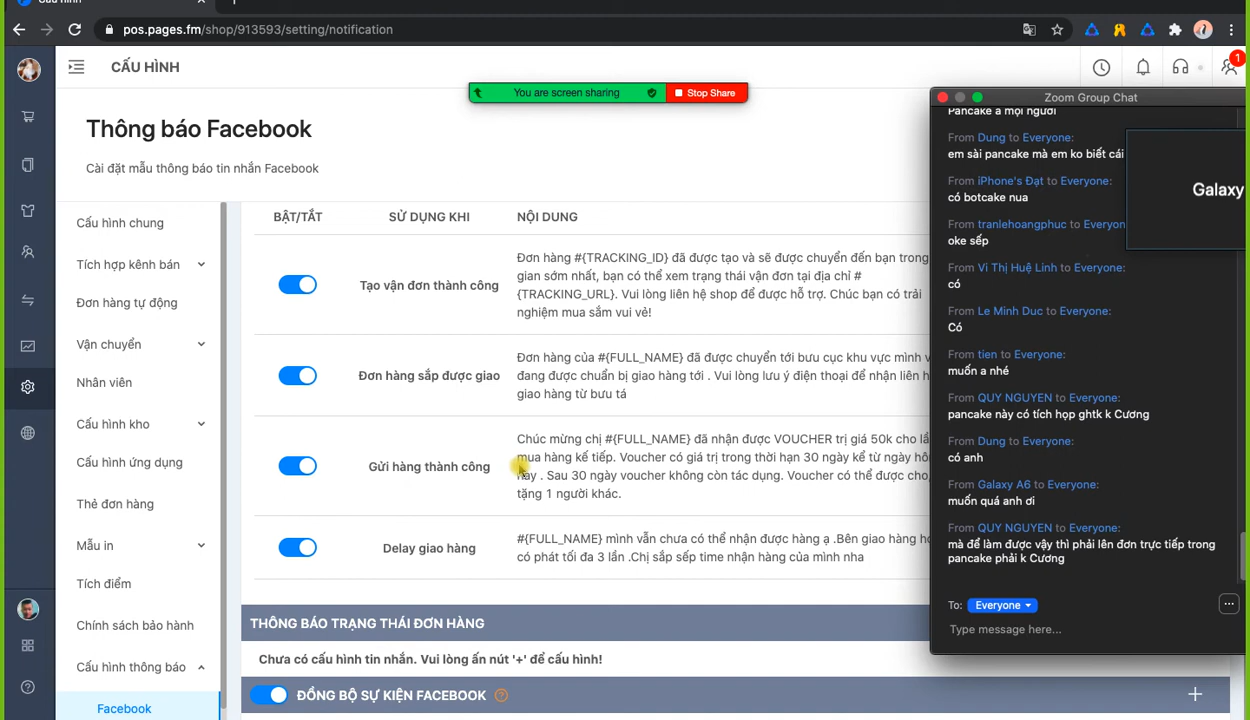 pos.pages.fm/shop/913593/setting/notification
CẤU HÌNH
1
You are screen sharing
Stop Share
Thông báo Facebook
Cài đặt mẫu thông báo tin nhắn Facebook
Cấu hình chung
Tích hợp kênh bán
Đơn hàng tự động
Vận chuyển
Nhân viên
Cấu hình kho
Cấu hình ứng dụng
Thẻ đơn hàng
Mẫu in
Tích điểm
Chính sách bảo hành
Cấu hình thông báo
Facebook
BẬT/TẮT
SỬ DỤNG KHI
NỘI DUNG
Tạo vận đơn thành công
Đơn hàng #{TRACKING_ID} đã được tạo và sẽ được chuyển đến bạn trong
gian sớm nhất, bạn có thể xem trạng thái vận đơn tại địa chỉ #
{TRACKING_URL}. Vui lòng liên hệ shop để được hỗ trợ. Chúc bạn có trải
nghiệm mua sắm vui vẻ!
Đơn hàng sắp được giao
Đơn hàng của #{FULL_NAME} đã được chuyển tới bưu cục khu vực mình v
đang được chuẩn bị giao hàng tới . Vui lòng lưu ý điện thoại để nhận liên h
giao hàng từ bưu tá
Gửi hàng thành công
Chúc mừng chị #{FULL_NAME} đã nhận được VOUCHER trị giá 50k cho lầ
mua hàng kế tiếp. Voucher có giá trị trong thời hạn 30 ngày kể từ ngày hô
này . Sau 30 ngày voucher không còn tác dụng. Voucher có thể được cho,
tặng 1 người khác.
Delay giao hàng
#{FULL_NAME} mình vẫn chưa có thể nhận được hàng ạ .Bên giao hàng h
có phát tối đa 3 lần .Chị sắp sếp time nhận hàng của mình nha
THÔNG BÁO TRẠNG THÁI ĐƠN HÀNG
Chưa có cấu hình tin nhắn. Vui lòng ấn nút '+' để cấu hình!
ĐỒNG BỘ SỰ KIỆN FACEBOOK
Zoom Group Chat
Pancake ạ mọi người
From Dung to Everyone:
em sài pancake mà em ko biết cái
From iPhone's Đạt to Everyone:
có botcake nua
From tranlehoangphuc to Everyon
oke sếp
From Vi Thị Huệ Linh to Everyone:
có
From Le Minh Duc to Everyone:
Có
From tien to Everyone:
muốn a nhé
From QUY NGUYEN to Everyone:
pancake này có tích họp ghtk k Cương
From Dung to Everyone:
có anh
From Galaxy A6 to Everyone:
muốn quá anh ơi
From QUY NGUYEN to Everyone:
mà để làm được vậy thì phải lên đơn trực tiếp trong
pancake phải k Cương
To: Everyone
Type message here...
Galaxy